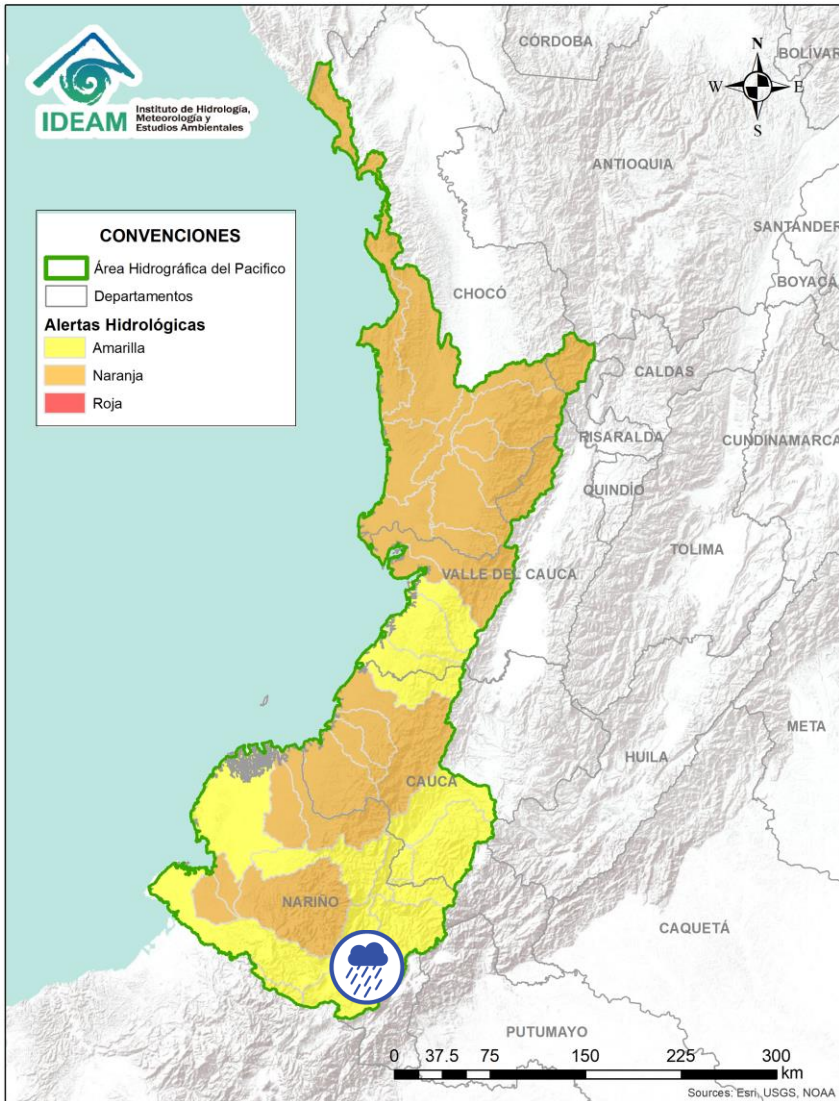 IDEAM
Instituto de Hidrología,
Meteorología y
Estudios Ambientales
N
W
E
S
CÓRDOBA
BOLÍVAR
ANTIOQUIA
SANTANDER
BOYACÁ
CHOCÓ
CALDAS
RISARALDA
CUNDINAMARCA
QUINDÍO
TOLIMA
VALLE DEL CAUCA
META
HUILA
CAUCA
NARIÑO
CAQUETÁ
PUTUMAYO
CONVENCIONES
Área Hidrográfica del Pacifico
Departamentos
Alertas Hidrológicas
Amarilla
Naranja
Roja
0 37.5 75 150 225 300
km
Sources: Esri, USGS, NOAA